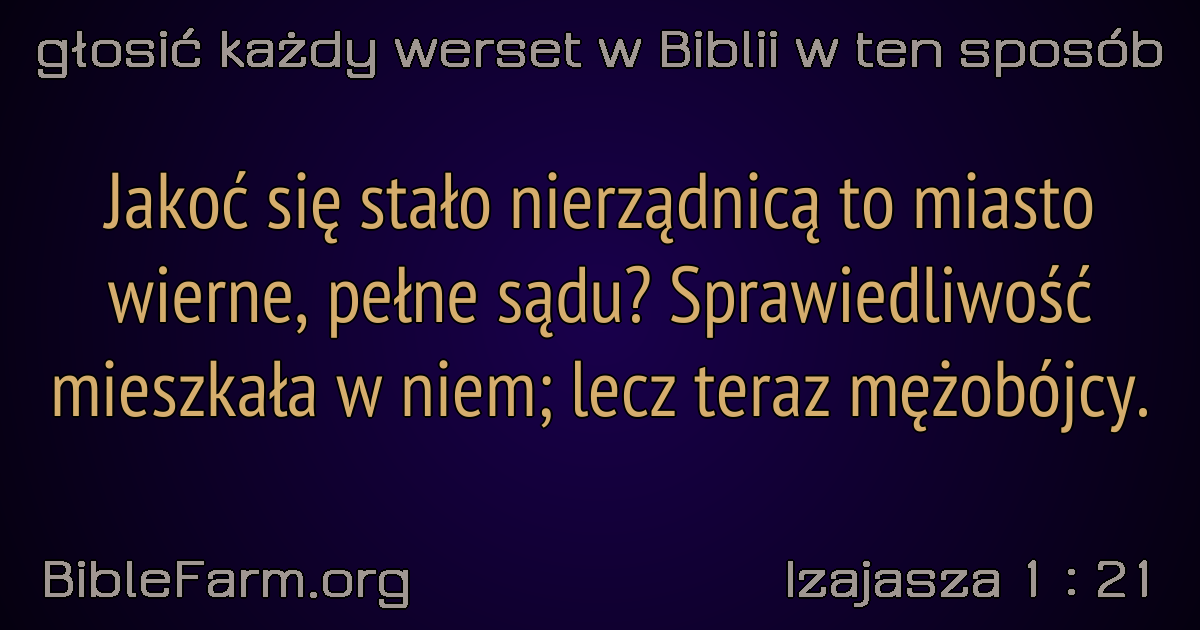 głosić każdy werset w Biblii w ten sposób
Jakoć się stało nierządnicą to miasto
wierne, pełne sądu? Sprawiedliwość
mieszkała w niem; lecz teraz mężobójcy.
BibleFarm.org
Izajasza 1 : 21